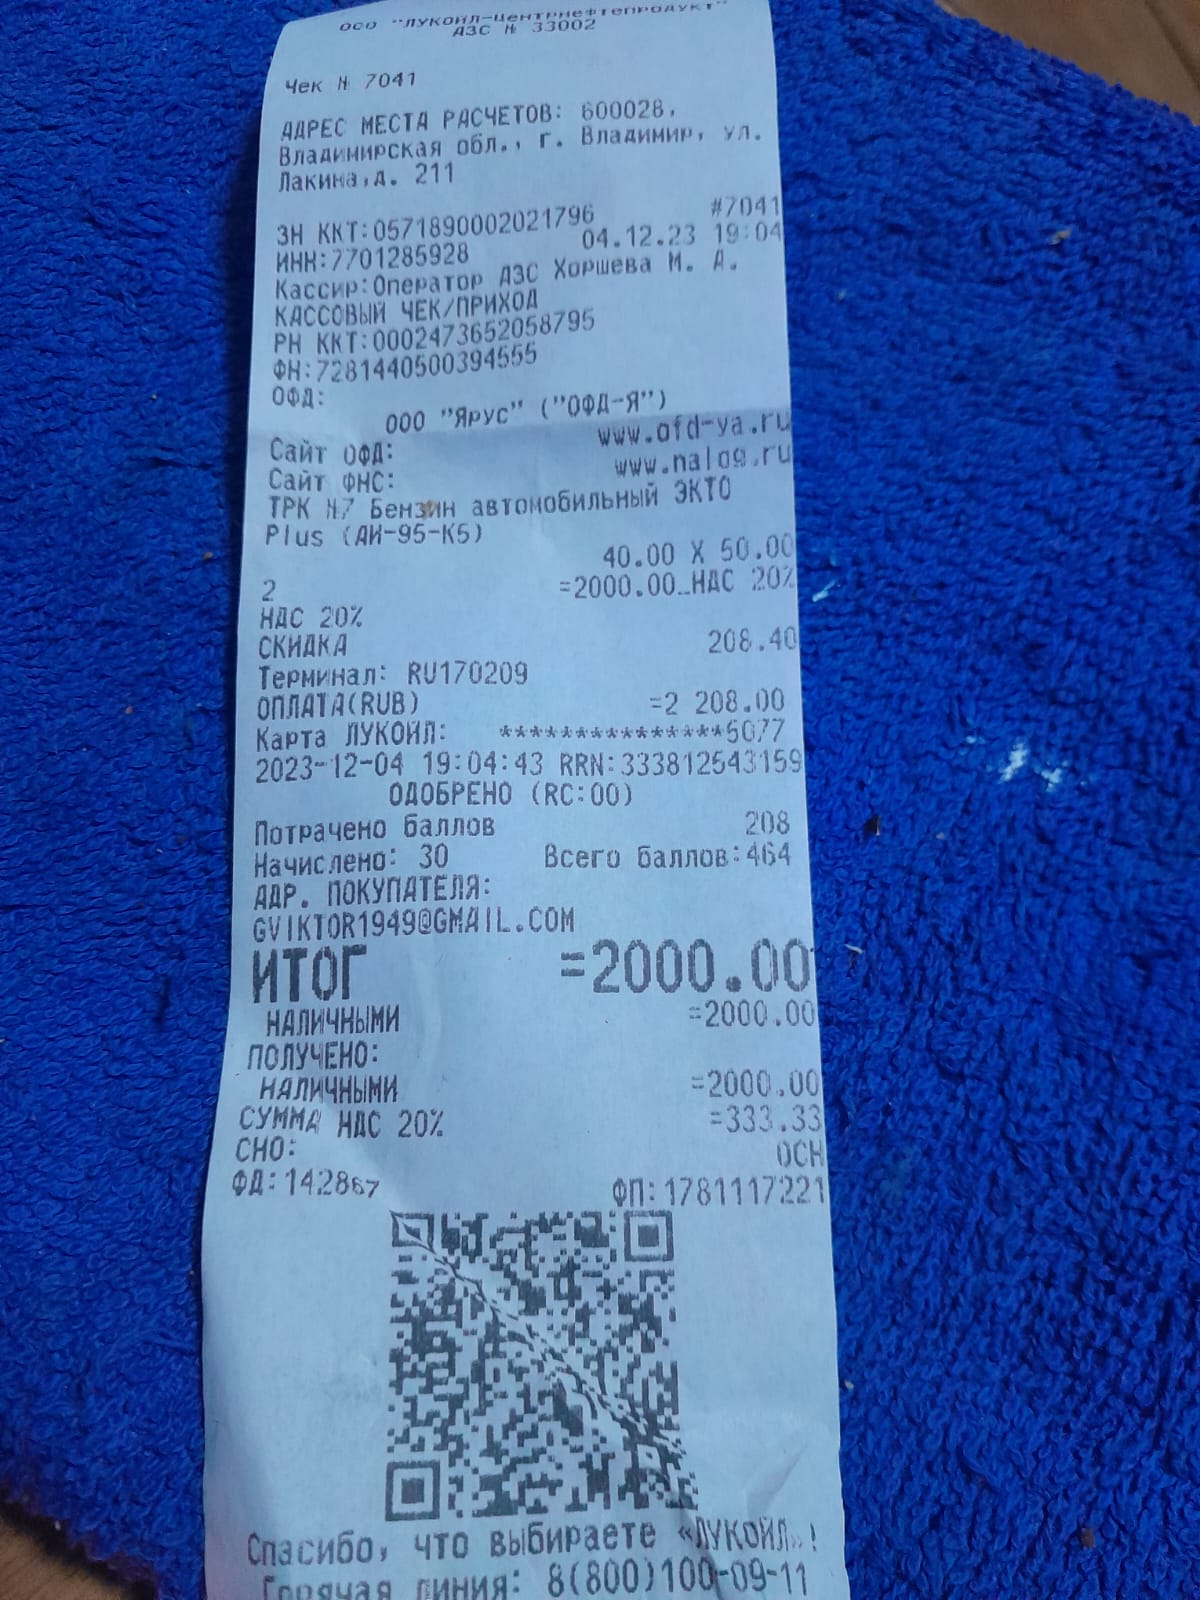 ООО "ЛУКОЙЛ-Центрнефтепродукт"
АЗС № 33002
Чек № 7041
АДРЕС МЕСТА РАСЧЕТОВ: 600028,
Владимирская обл., г. Владимир, ул.
Лакина,д. 211
#7041
ЗН ККТ:0571890002021796
04.12.23 19:04
ИНН:7701285928
Кассир:Оператор АЗС Хоршева М. А.
КАССОВЫЙ ЧЕК/ПРИХОД
РН ККТ:0002473652058795
ФН:7281440500394555
ОФД:
ООО "Ярус" ("ОФД-Я")
Сайт ОФД: www.ofd-ya.ru
Сайт ФНС: www.nalog.ru
ТРК №7 Бензин автомобильный ЭКТО
Plus (АИ-95-К5)
40.00 X 50.00
2 =2000.00_НДС 20%
НДС 20%
СКИДКА 208.40
Терминал: RU170209
ОПЛАТА(RUB) =2 208.00
Карта ЛУКОЙЛ: ***************5077
2023-12-04 19:04:43 RRN:333812543159
ОДОБРЕНО (RC:00)
Потрачено баллов 208
Начислено: 30 Всего баллов:464
АДР. ПОКУПАТЕЛЯ:
GVIKTOR1949@GMAIL.COM
ИТОГ =2000.00
НАЛИЧНЫМИ =2000.00
ПОЛУЧЕНО:
НАЛИЧНЫМИ =2000.00
СУММА НДС 20% =333.33
СНО: ОСН
ФД:142867 ФП:1781117221
Спасибо, что выбираете «ЛУКОЙЛ»!
Горячая линия: 8(800)100-09-11